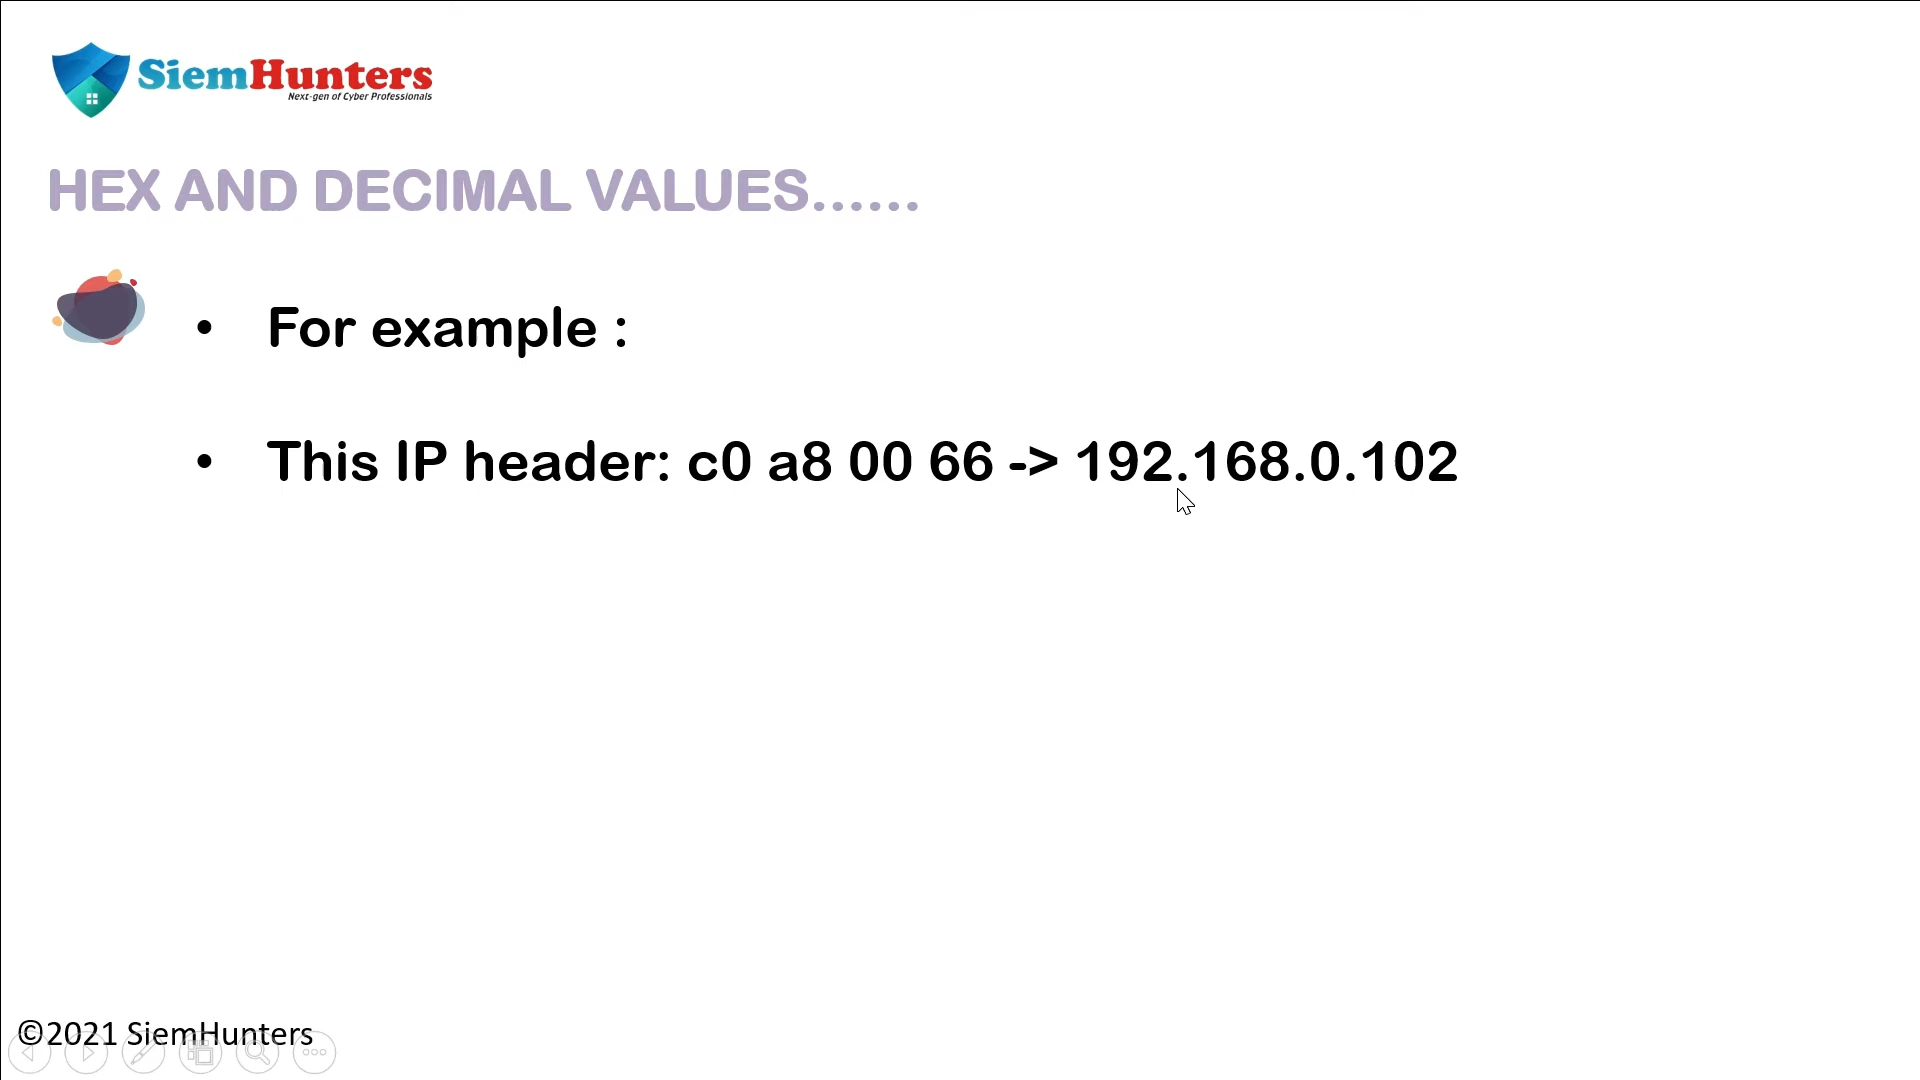 SiemHunters
Next-gen of Cyber Professionals
HEX AND DECIMAL VALUES......
• For example :
• This IP header: c0 a8 00 66 -> 192.168.0.102
©2021 SiemHunters